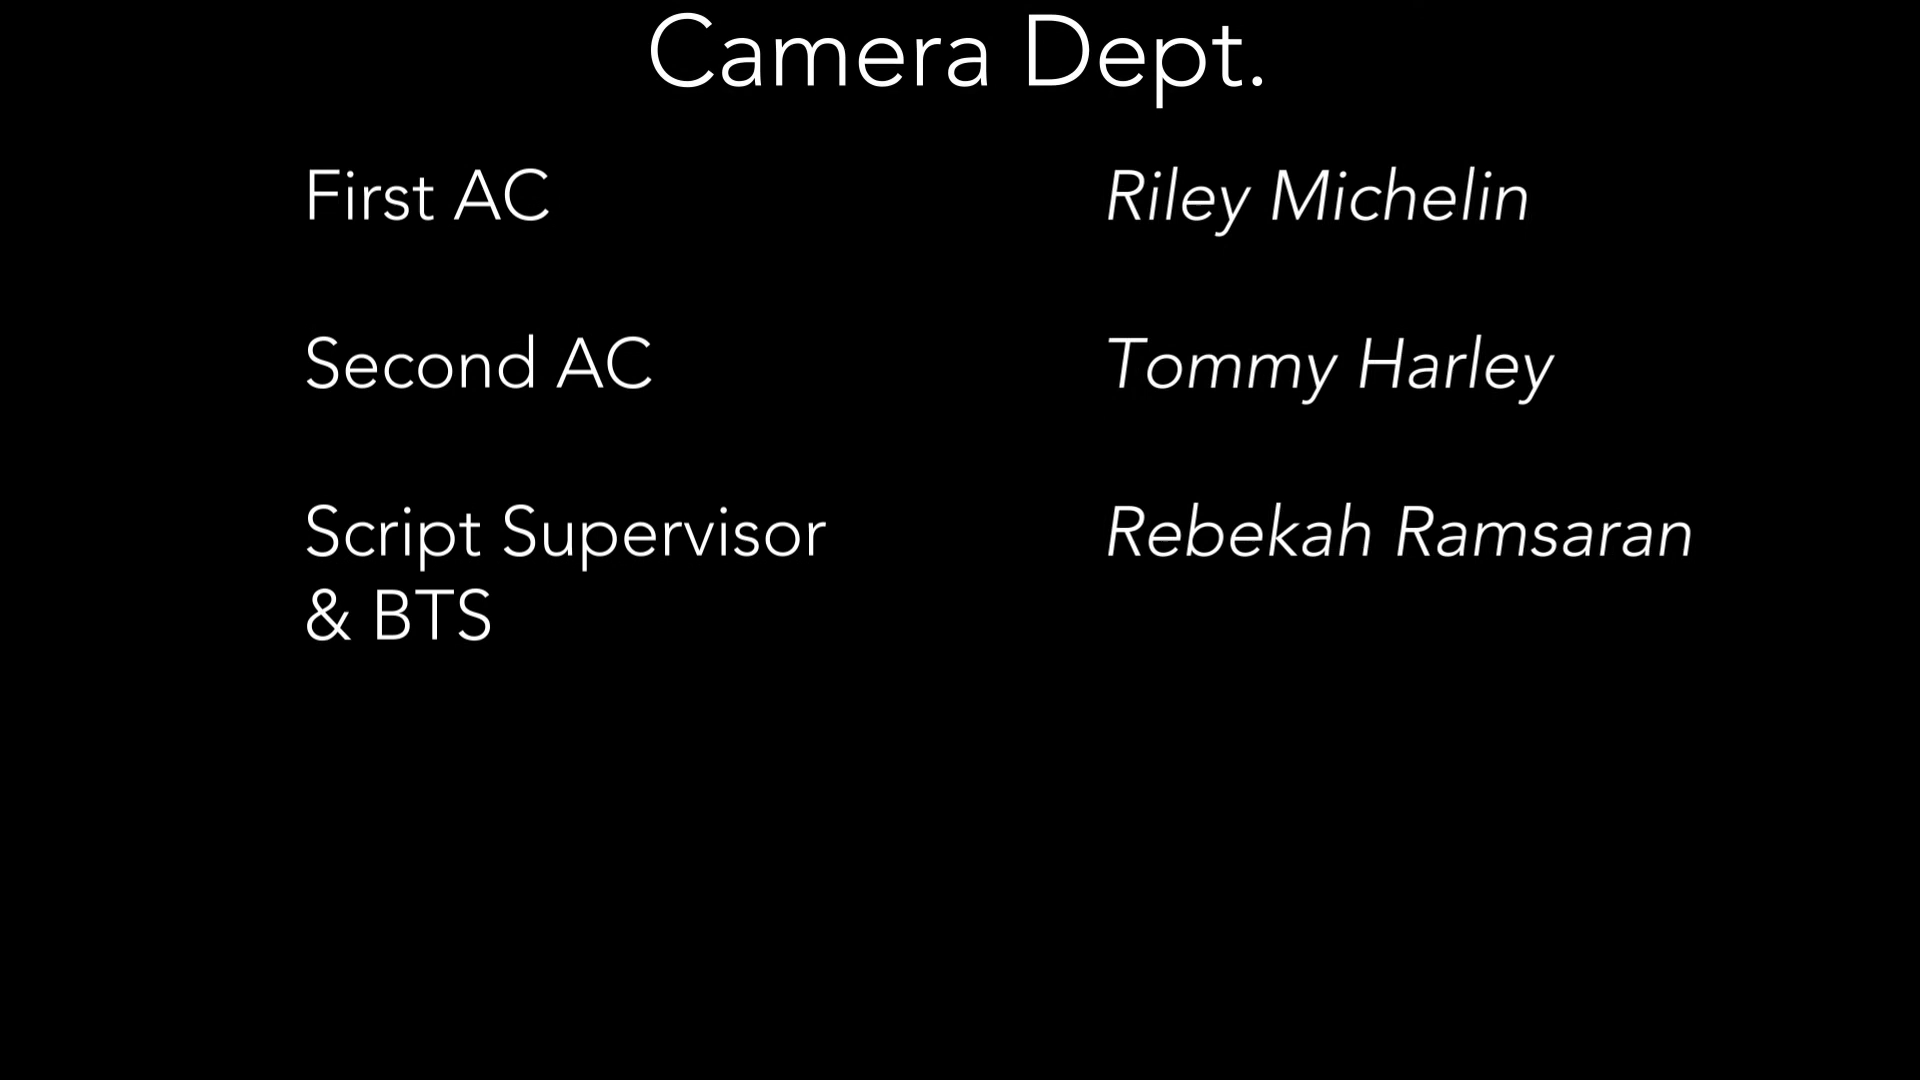 Camera Dept.
First AC Riley Michelin
Second AC Tommy Harley
Script Supervisor Rebekah Ramsaran
& BTS